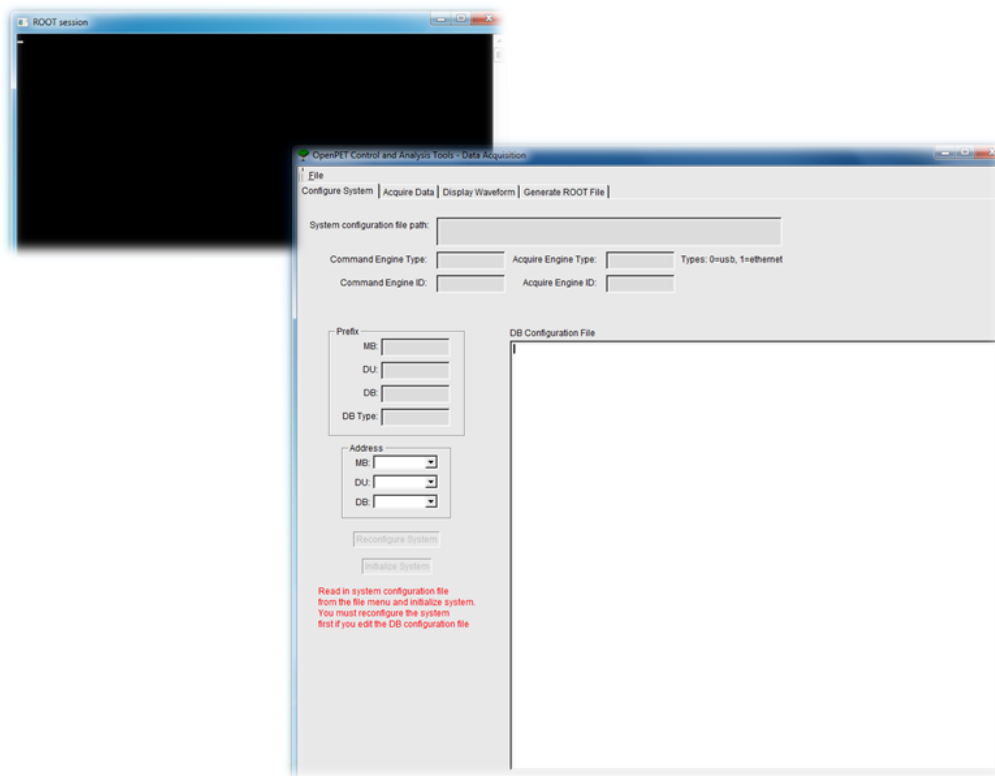 ROOT session
OpenPET Control and Analysis Tools - Data Acquisition
File
Configure System Acquire Data Display Waveform Generate ROOT File
System configuration file path:
Command Engine Type: Acquire Engine Type: Types: 0=usb, 1=ethernet
Command Engine ID: Acquire Engine ID:
Prefix
DB Configuration File
MB:
DU:
DB:
DB Type:
Address
MB:
DU:
DB:
Reconfigure System
Initialize System
Read in system configuration file
from the file menu and initialize system.
You must reconfigure the system
first if you edit the DB configuration file